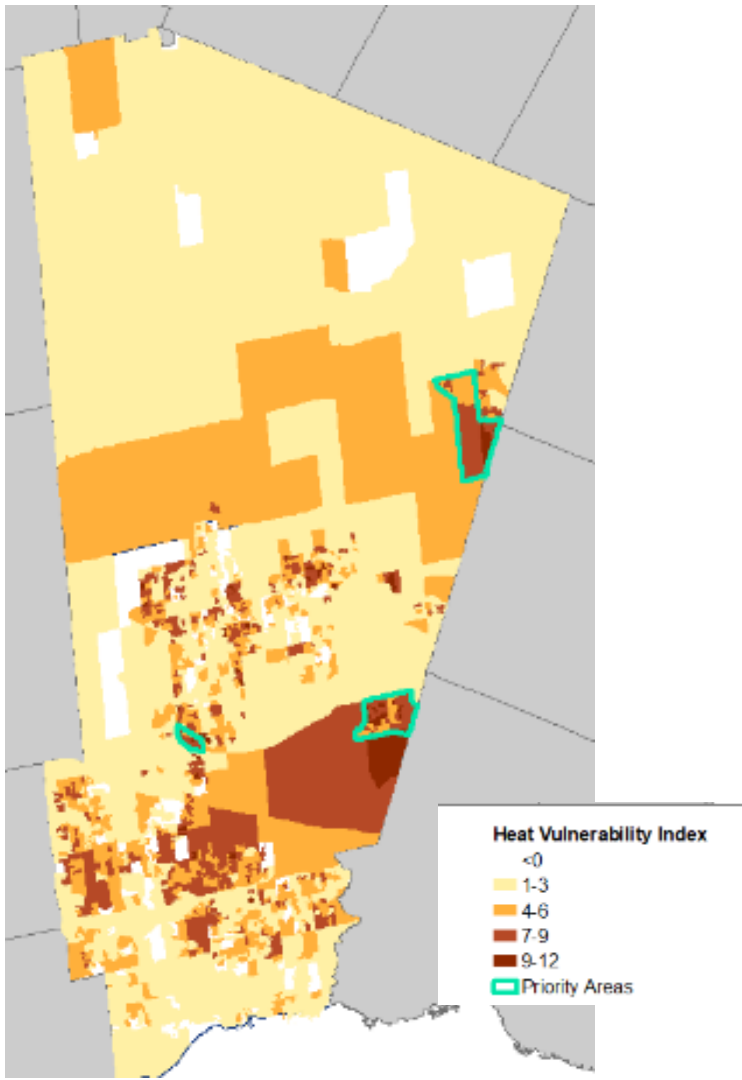 Heat Vulnerability Index
<0
1-3
4-6
7-9
9-12
Priority Areas